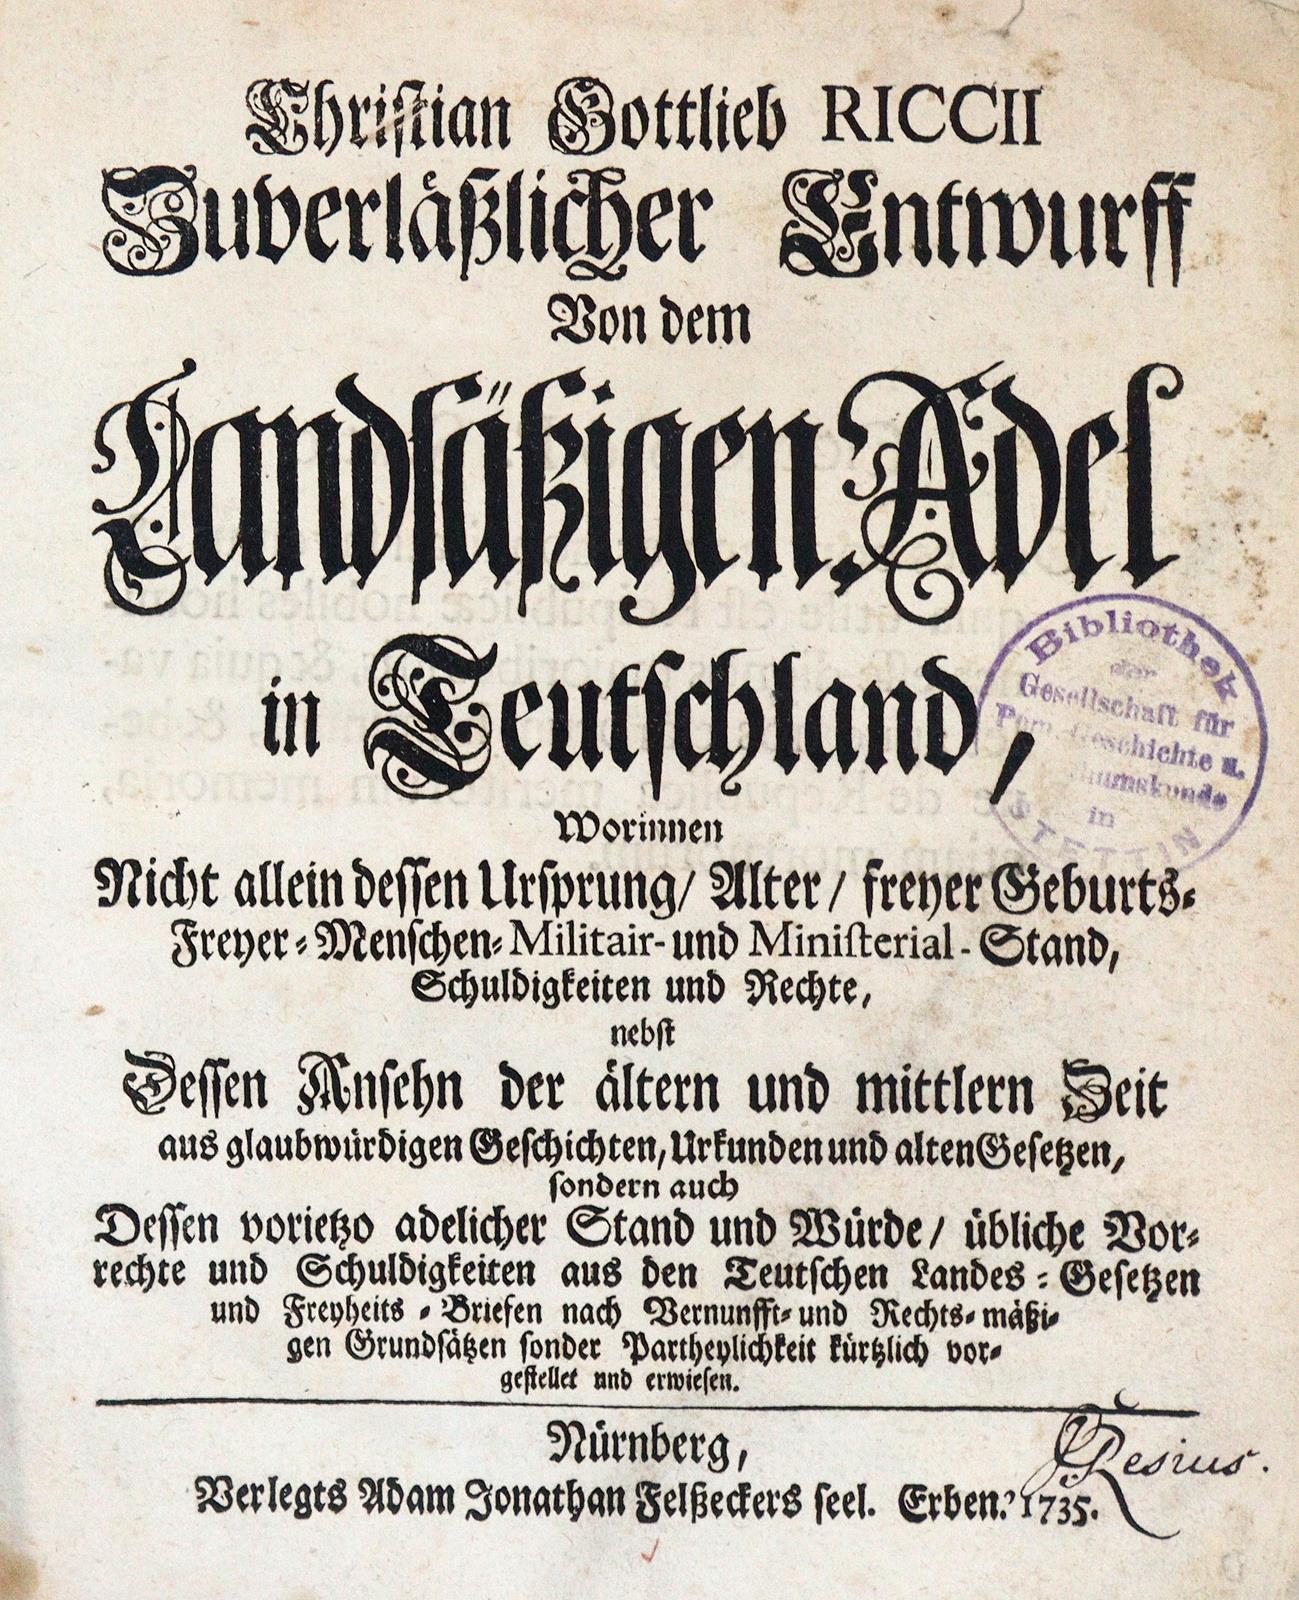 Christian Gottlieb RICCII
Zuverläßlicher Entwurff
Von dem
Landsäßigen Adel
in Teutschland,
Worinnen
Nicht allein dessen Ursprung/ Alter/ freyer Geburts-
Freyer-Menschen-Militair-und Ministerial-Stand,
Schuldigkeiten und Rechte,
nebst
Dessen Ansehn der ältern und mittlern Zeit
aus glaubwürdigen Geschichten, Urkunden und alten Gesetzen,
sondern auch
Dessen vorietzo adelicher Stand und Würde/ übliche Vor-
rechte und Schuldigkeiten aus den Teutschen Landes-Gesetzen
und Freyheits-Briefen nach Vernunfft-und Rechts-mäßi-
gen Grundsätzen sonder Partheylichkeit kürtzlich vor-
gestellet und erwiesen.
Nürnberg,
Verlegts Adam Jonathan Felßeckers seel. Erben. 1735.
Resius.
Bibliothek
der
Gesellschaft für
Pom. Geschichte u.
in
STETTIN